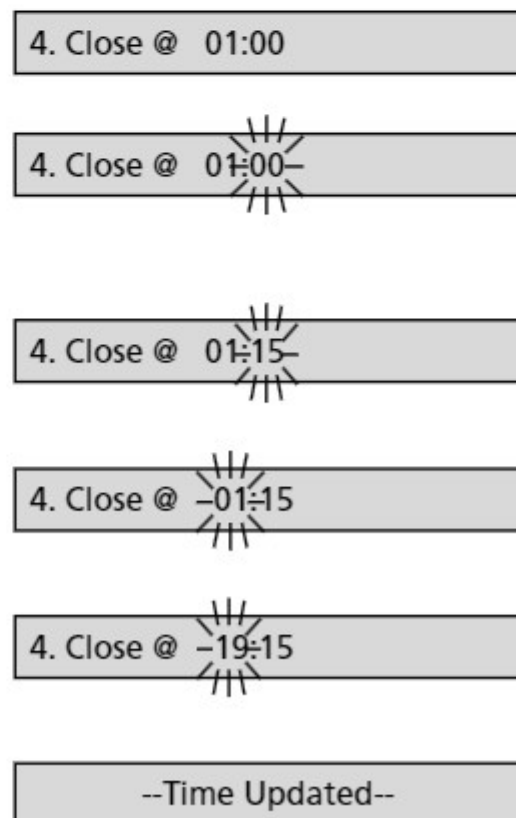 4. Close @ 01:00
4. Close @ 01:00
4. Close @ 01:15
4. Close @ 01:15
4. Close @ 19:15
--Time Updated--